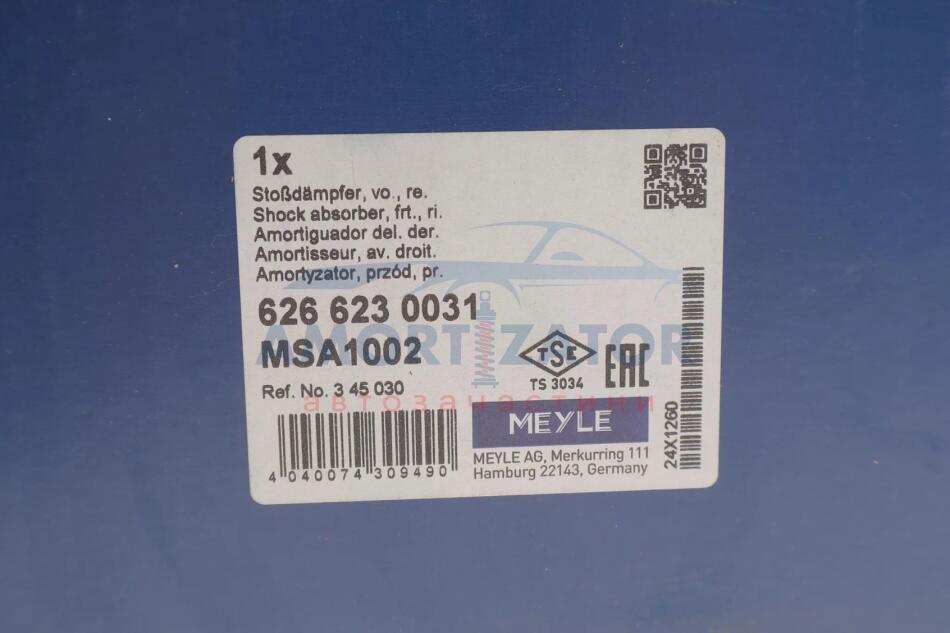 1x
Stoßdämpfer, vo., re.
Shock absorber, frt., ri.
Amortiguador del. der.
Amortisseur, av. droit.
Amortyzator, przód, pr.
626 623 0031
MSA1002
Ref. No. 3 45 030
4 040074 309490
TSE
TS 3034
EAC
MEYLE
MEYLE AG, Merkurring 111
Hamburg 22143, Germany
24X1260
AMORTIZATOR
автозачастини